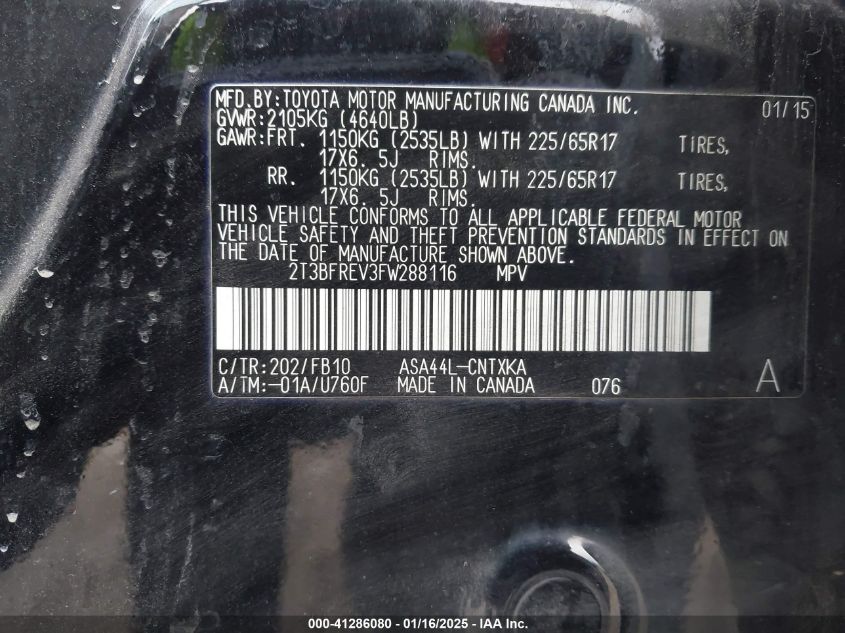 MFD.BY:TOYOTA MOTOR MANUFACTURING CANADA INC. 01/15
GVWR:2105KG (4640LB)
GAWR:FRT. 1150KG (2535LB) WITH 225/65R17 TIRES,
17X6. 5J RIMS.
RR. 1150KG (2535LB) WITH 225/65R17 TIRES,
17X6. 5J RIMS.
THIS VEHICLE CONFORMS TO ALL APPLICABLE FEDERAL MOTOR
VEHICLE SAFETY AND THEFT PREVENTION STANDARDS IN EFFECT ON
THE DATE OF MANUFACTURE SHOWN ABOVE.
2T3BFREV3FW288116 MPV
C/TR:202/FB10 ASA44L-CNTXKA
A/TM:-01A/U760F MADE IN CANADA 076 A
000-41286080 - 01/16/2025 - IAA Inc.